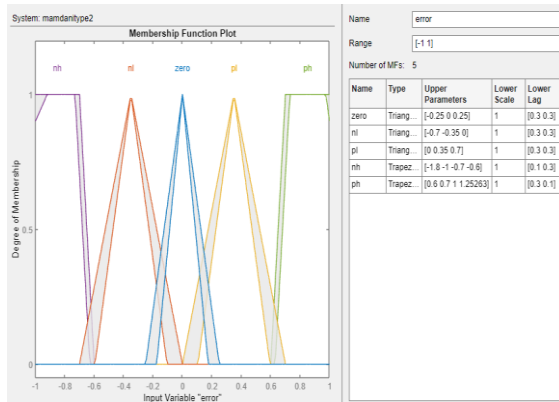 System: mamdanitype2
Membership Function Plot
nh nl zero pl ph
1
0.5
0
-1 -0.8 -0.6 -0.4 -0.2 0 0.2 0.4 0.6 0.8 1
Degree of Membership
Input Variable "error"
Name error
Range [-1 1]
Number of MFs: 5
Name Type Upper Parameters Lower Scale Lower Lag
zero Triang... [-0.25 0 0.25] 1 [0.3 0.3]
nl Triang... [-0.7 -0.35 0] 1 [0.3 0.3]
pl Triang... [0 0.35 0.7] 1 [0.3 0.3]
nh Trapez... [-1.8 -1 -0.7 -0.6] 1 [0.1 0.3]
ph Trapez... [0.6 0.7 1 1.25263] 1 [0.3 0.1]